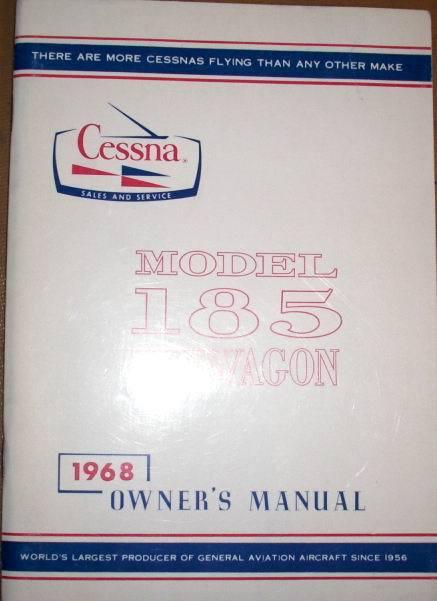 THERE ARE MORE CESSNAS FLYING THAN ANY OTHER MAKE
Cessna®
SALES AND SERVICE
MODEL
185
WAGON
1968
OWNER'S MANUAL
WORLD'S LARGEST PRODUCER OF GENERAL AVIATION AIRCRAFT SINCE 1956